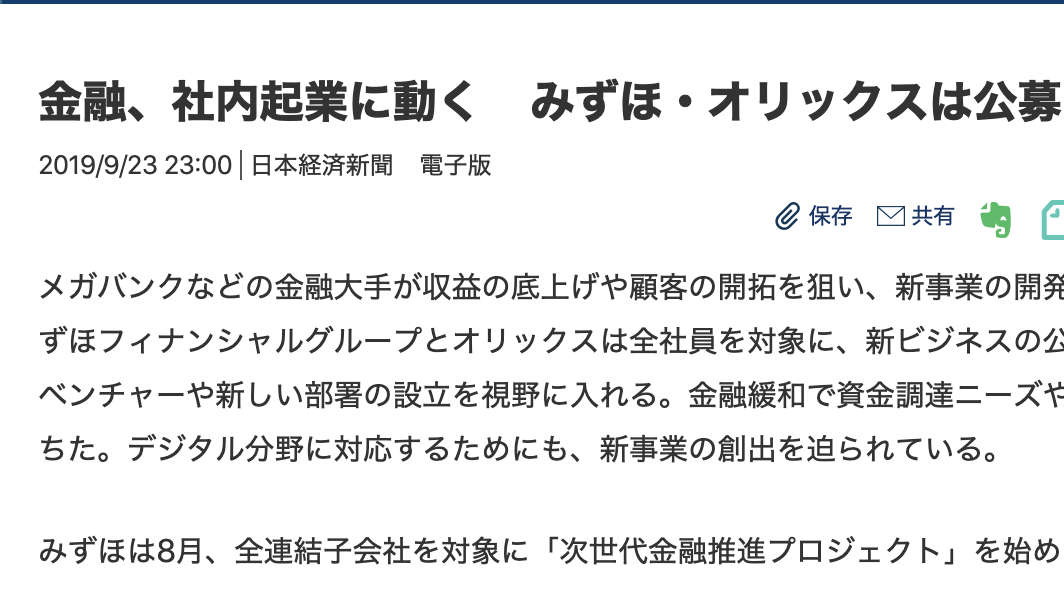 金融、社内起業に動く　みずほ・オリックスは公募
2019/9/23 23:00│日本経済新聞　電子版
保存 共有
メガバンクなどの金融大手が収益の底上げや顧客の開拓を狙い、新事業の開発
ずほフィナンシャルグループとオリックスは全社員を対象に、新ビジネスの公
ベンチャーや新しい部署の設立を視野に入れる。金融緩和で資金調達ニーズや
ちた。デジタル分野に対応するためにも、新事業の創出を迫られている。
みずほは8月、全連結子会社を対象に「次世代金融推進プロジェクト」を始め